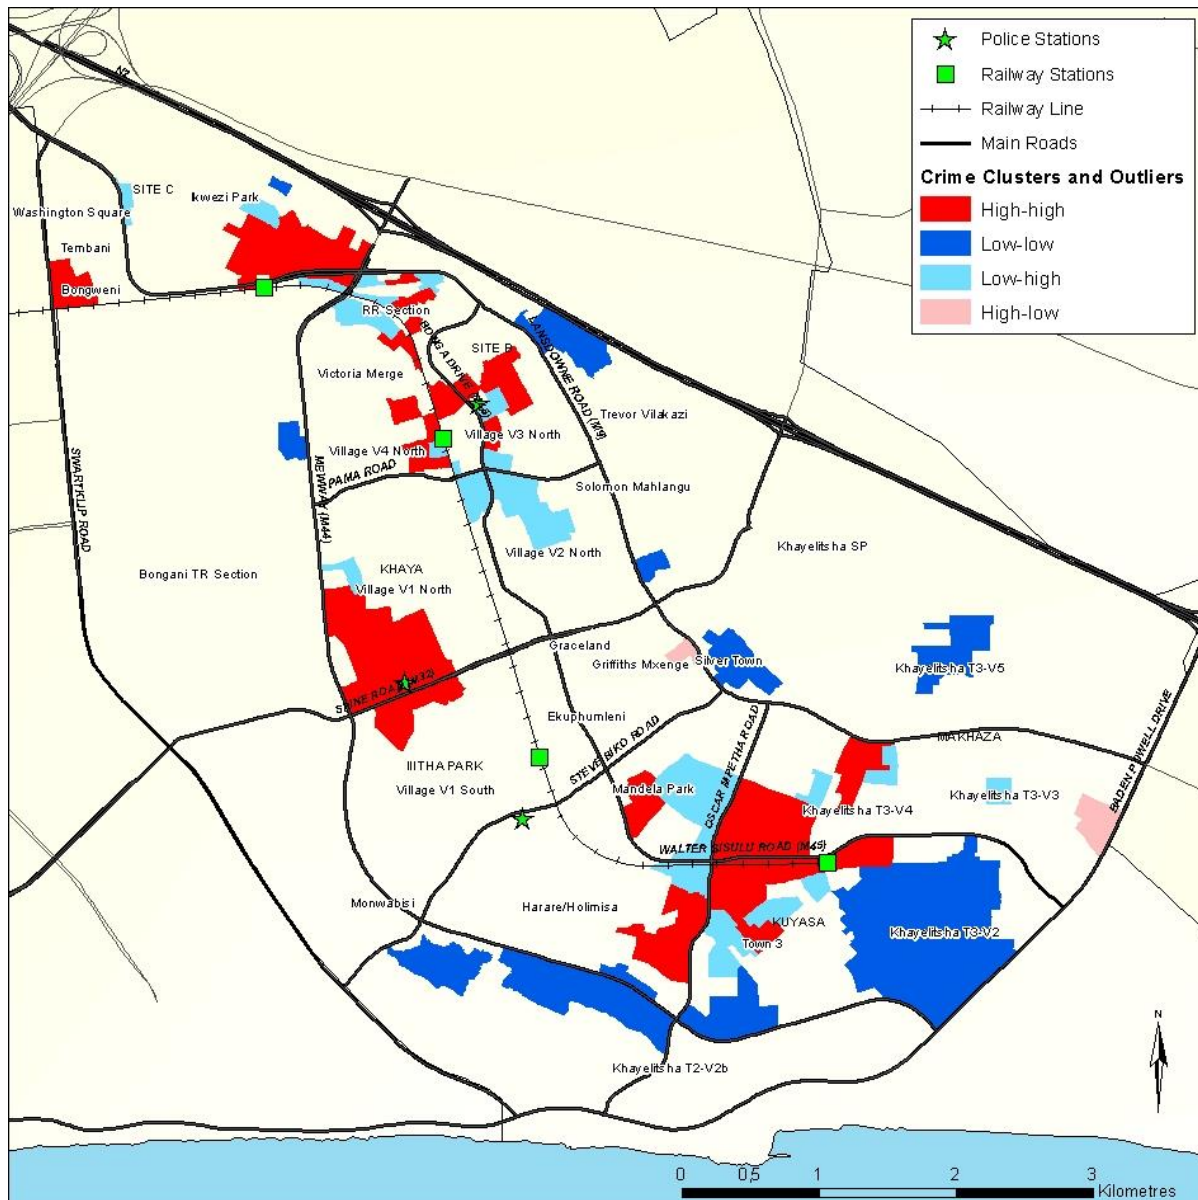 Police Stations
Railway Stations
Railway Line
Main Roads
Crime Clusters and Outliers
High-high
Low-low
Low-high
High-low
N2
SITE C
Ikwezi Park
Washington Square
Tembani
Bongweni
RR Section
LANSDOWNE ROAD (M9)
SITE B
Victoria Merge
Trevor Vilakazi
Village V3 North
Village V4 North
PAMA ROAD
SWARTKLIP ROAD
MEWWAY (M44)
Solomon Mahlangu
Village V2 North
Khayelitsha SP
KHAYA
Bongani TR Section
Village V1 North
Graceland
Griffiths Mxenge
Silver Town
Khayelitsha T3-V5
SPINE ROAD (M32)
Ekuphumleni
STEVE BIKO ROAD
OSCAR MPETHA ROAD
MAKHAZA
BADEN POWELL DRIVE
IIITHA PARK
Village V1 South
Mandela Park
Khayelitsha T3-V4
Khayelitsha T3-V3
WALTER SISULU ROAD (M45)
Monwabisi
Harare/Holimisa
KUYASA
Town 3
Khayelitsha T3-V2
N
Khayelitsha T2-V2b
0 0,5 1 2 3
Kilometres